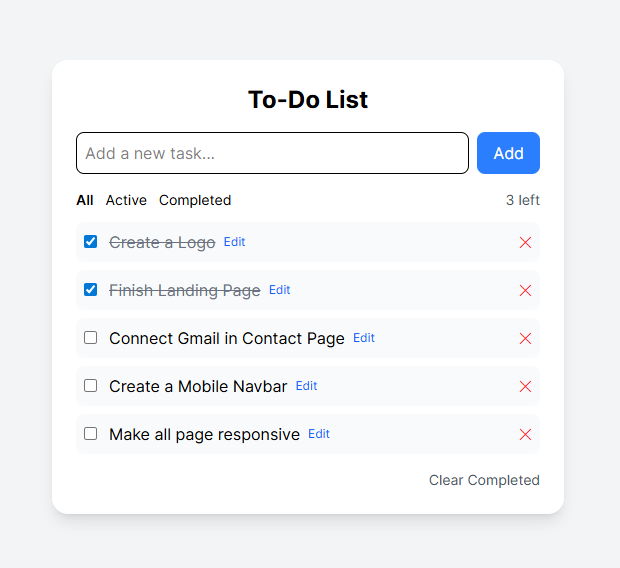 To-Do List
Add a new task...
Add
All Active Completed 3 left
Create a Logo Edit
Finish Landing Page Edit
Connect Gmail in Contact Page Edit
Create a Mobile Navbar Edit
Make all page responsive Edit
Clear Completed